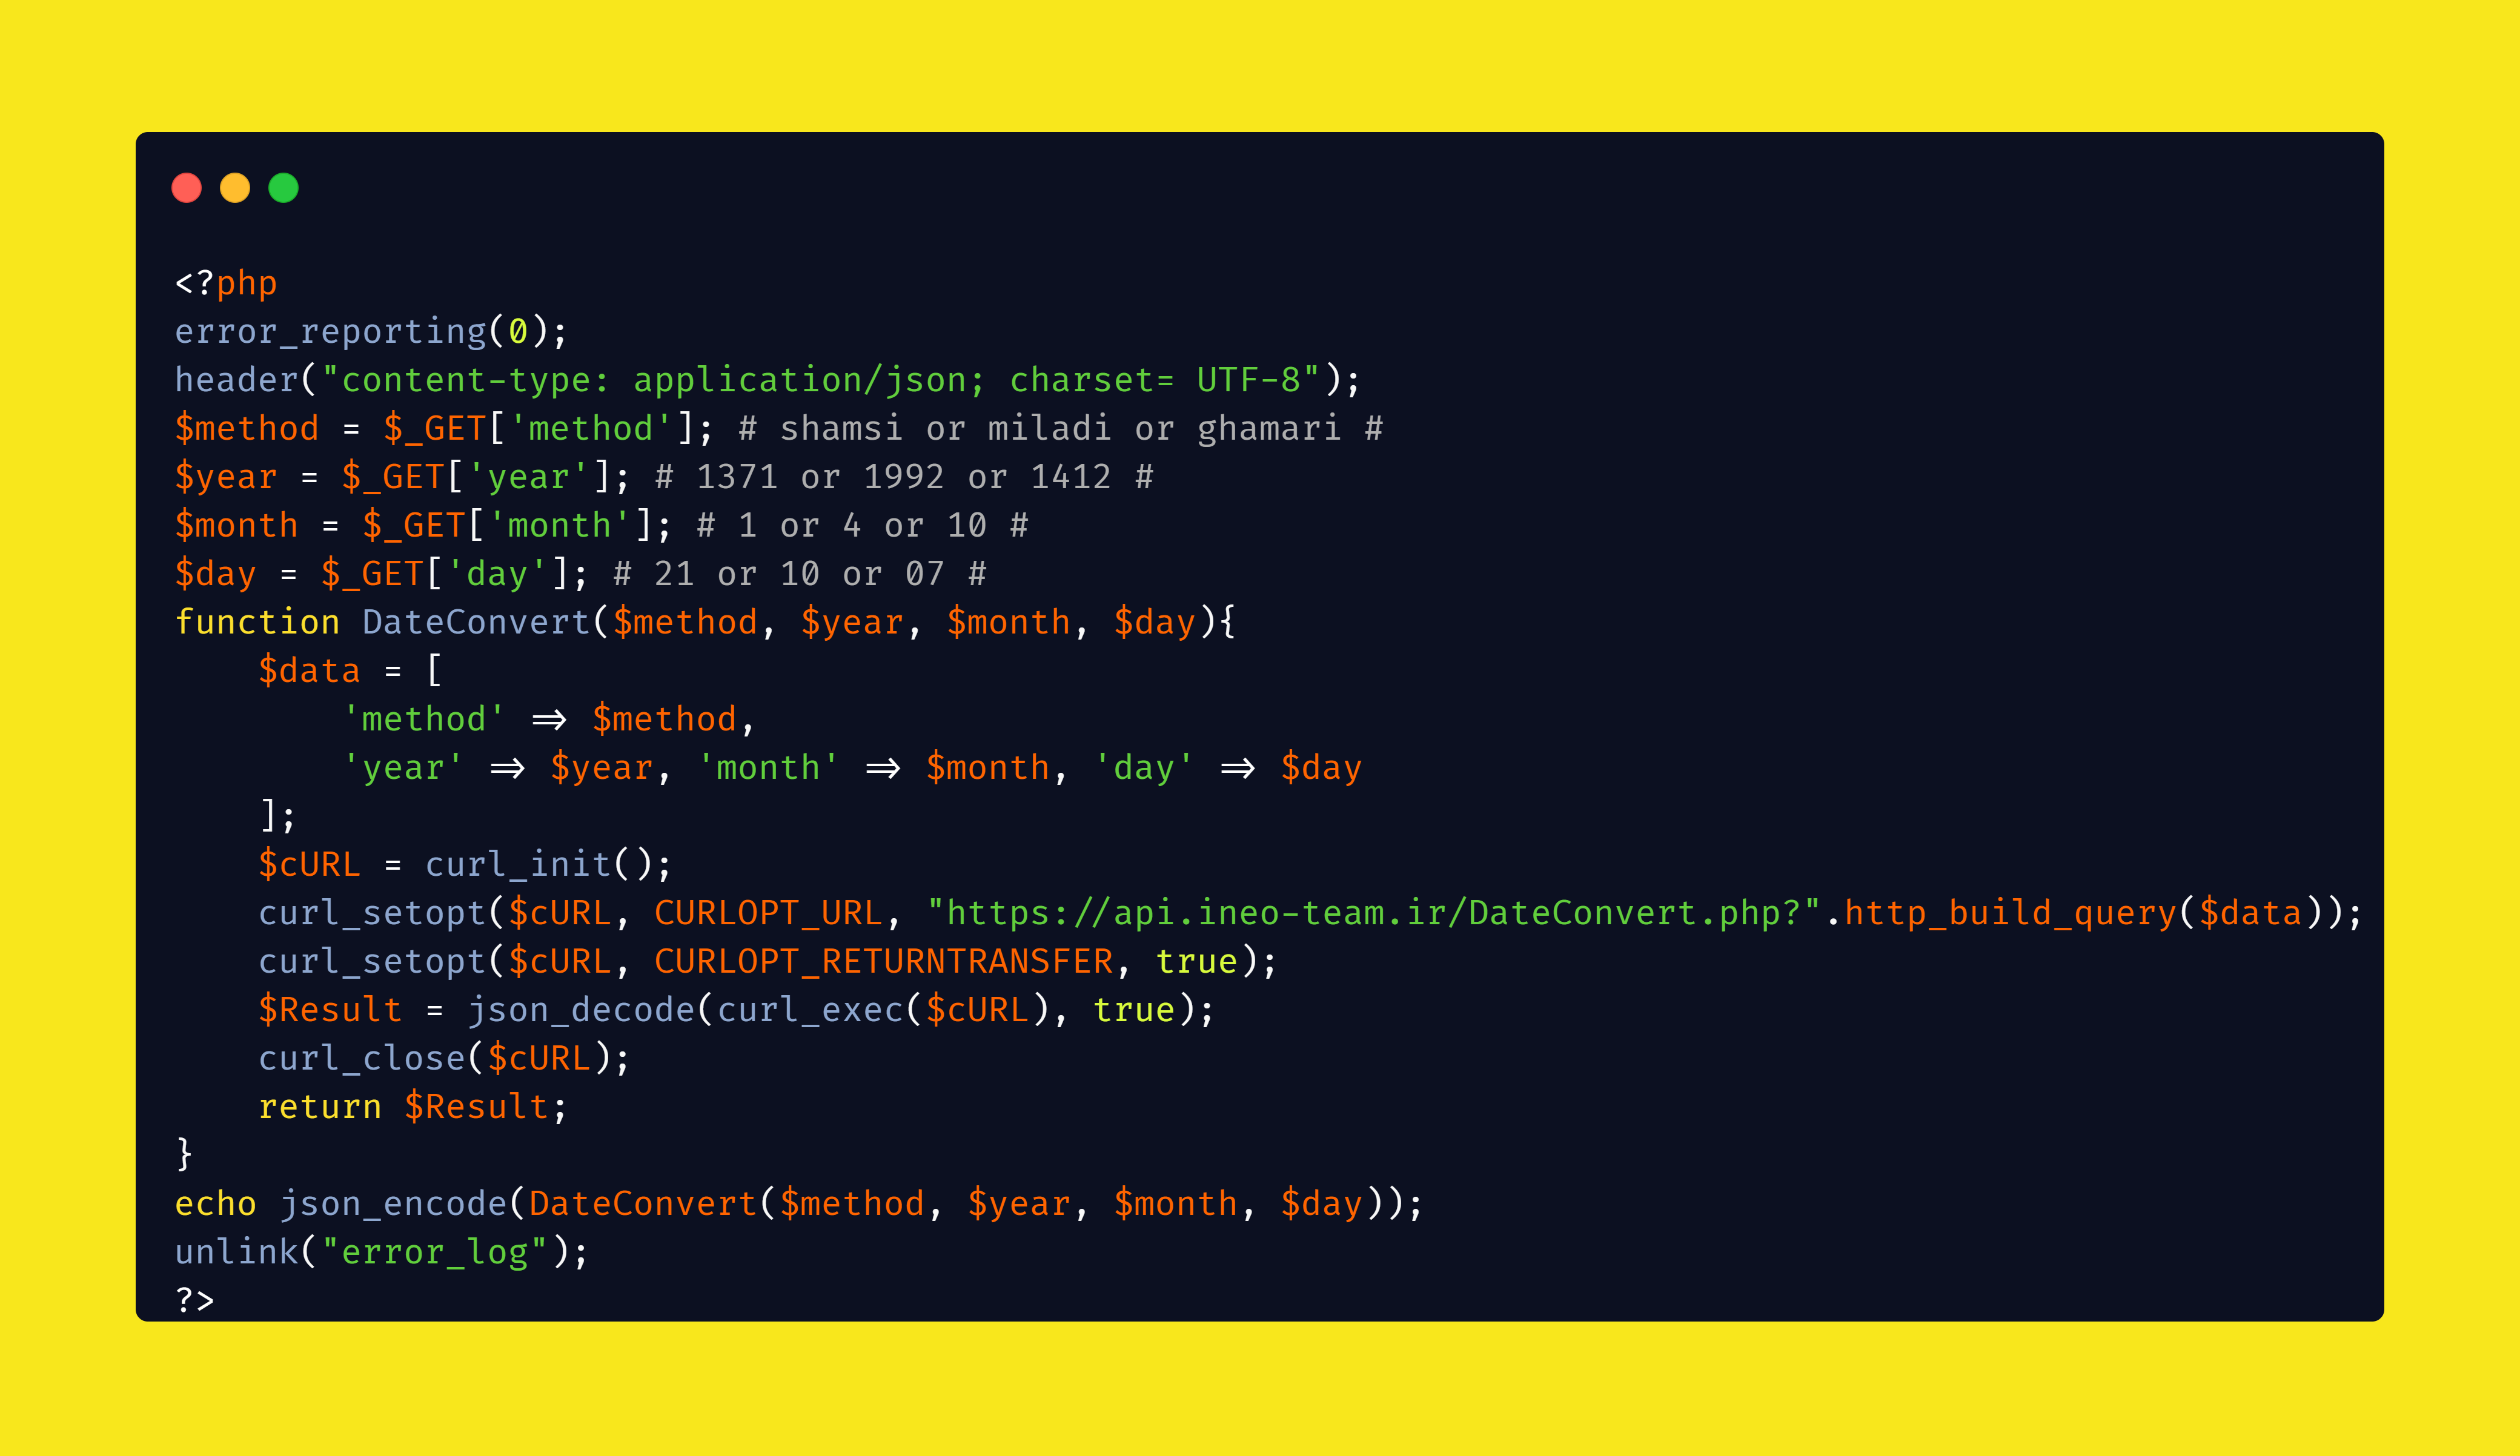 <?php
error_reporting(0);
header("content-type: application/json; charset= UTF-8");
$method = $_GET['method']; # shamsi or miladi or ghamari #
$year = $_GET['year']; # 1371 or 1992 or 1412 #
$month = $_GET['month']; # 1 or 4 or 10 #
$day = $_GET['day']; # 21 or 10 or 07 #
function DateConvert($method, $year, $month, $day){
    $data = [
        'method' => $method,
        'year' => $year, 'month' => $month, 'day' => $day
    ];
    $cURL = curl_init();
    curl_setopt($cURL, CURLOPT_URL, "https://api.ineo-team.ir/DateConvert.php?".http_build_query($data));
    curl_setopt($cURL, CURLOPT_RETURNTRANSFER, true);
    $Result = json_decode(curl_exec($cURL), true);
    curl_close($cURL);
    return $Result;
}
echo json_encode(DateConvert($method, $year, $month, $day));
unlink("error_log");
?>